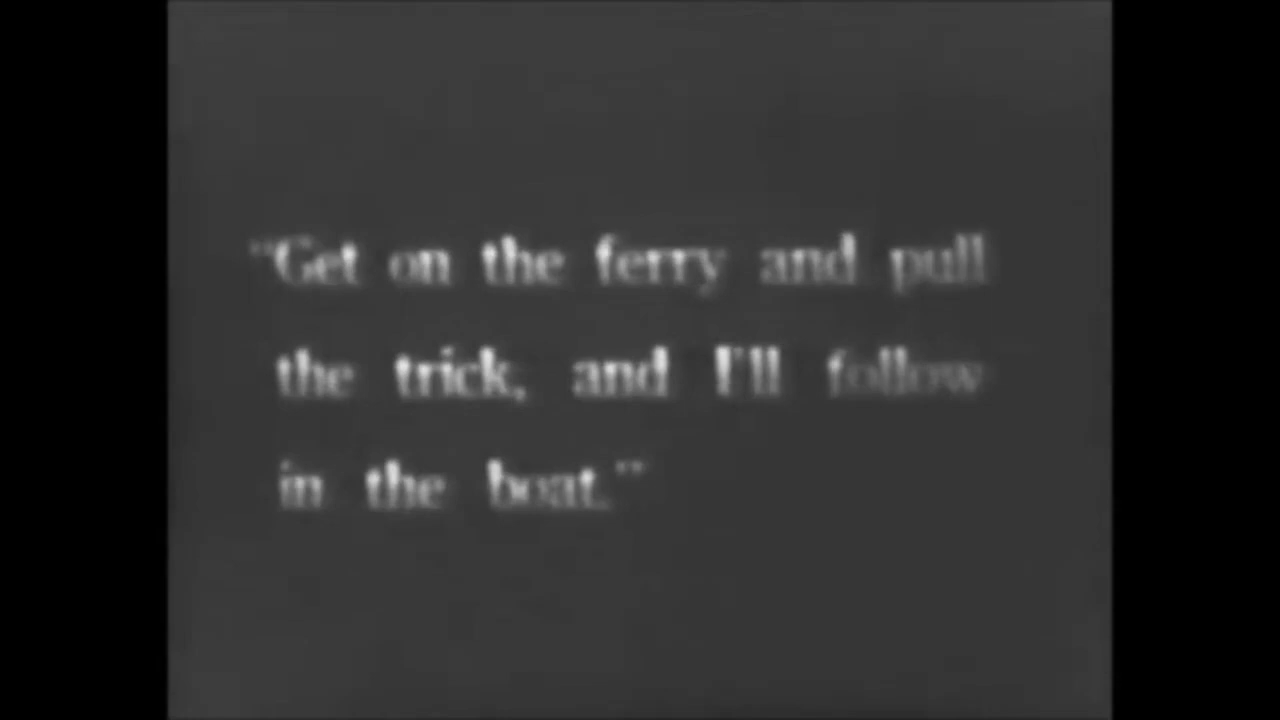 "Get on the ferry and pull
the trick, and I'll follow
in the boat."